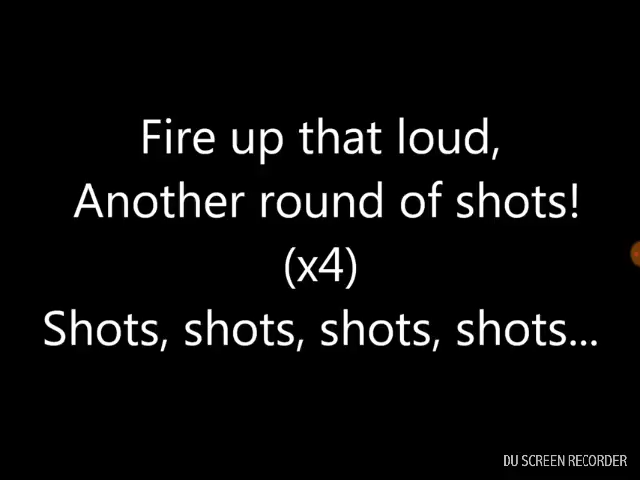 Fire up that loud,
Another round of shots!
(x4)
Shots, shots, shots, shots...
DU SCREEN RECORDER